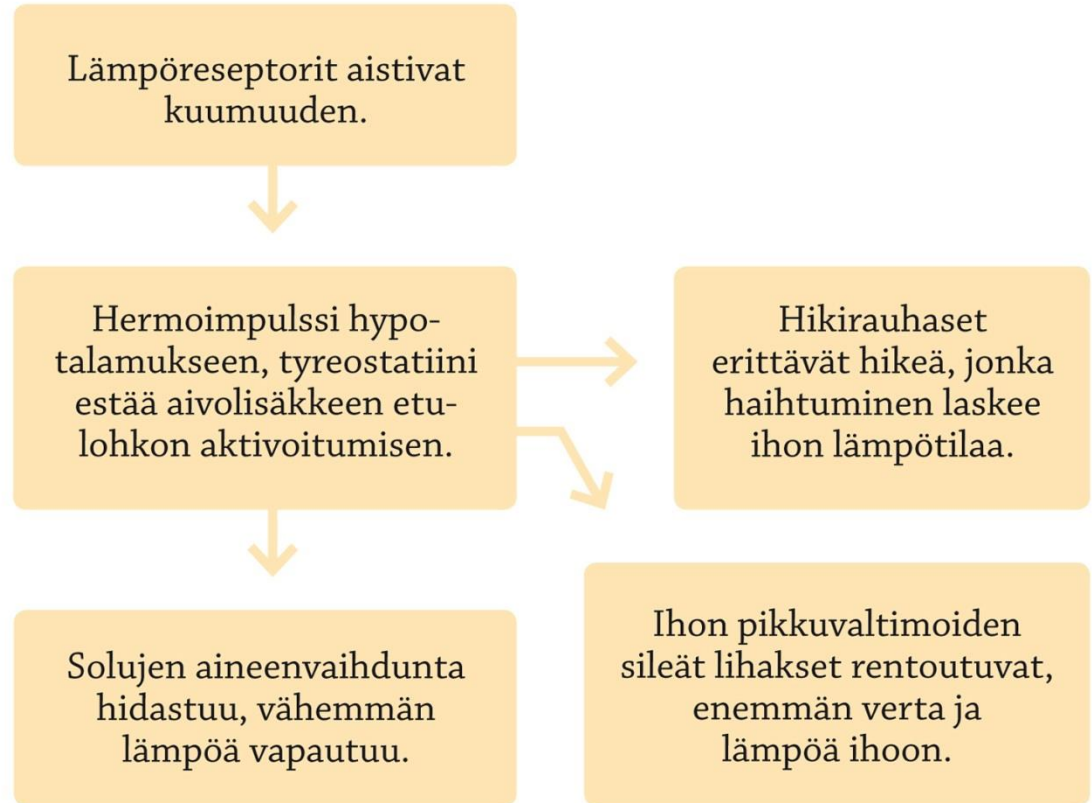 Lämpöreseptorit aistivat
kuumuuden.
Hermoimpulssi hypo-
talamukseen, tyreostatiini
estää aivolisäkkeen etu-
lohkon aktivoitumisen.
Hikirauhaset
erittävät hikeä, jonka
haihtuminen laskee
ihon lämpötilaa.
Solujen aineenvaihdunta
hidastuu, vähemmän
lämpöä vapautuu.
Ihon pikkuvaltimoiden
sileät lihakset rentoutuvat,
enemmän verta ja
lämpöä ihoon.